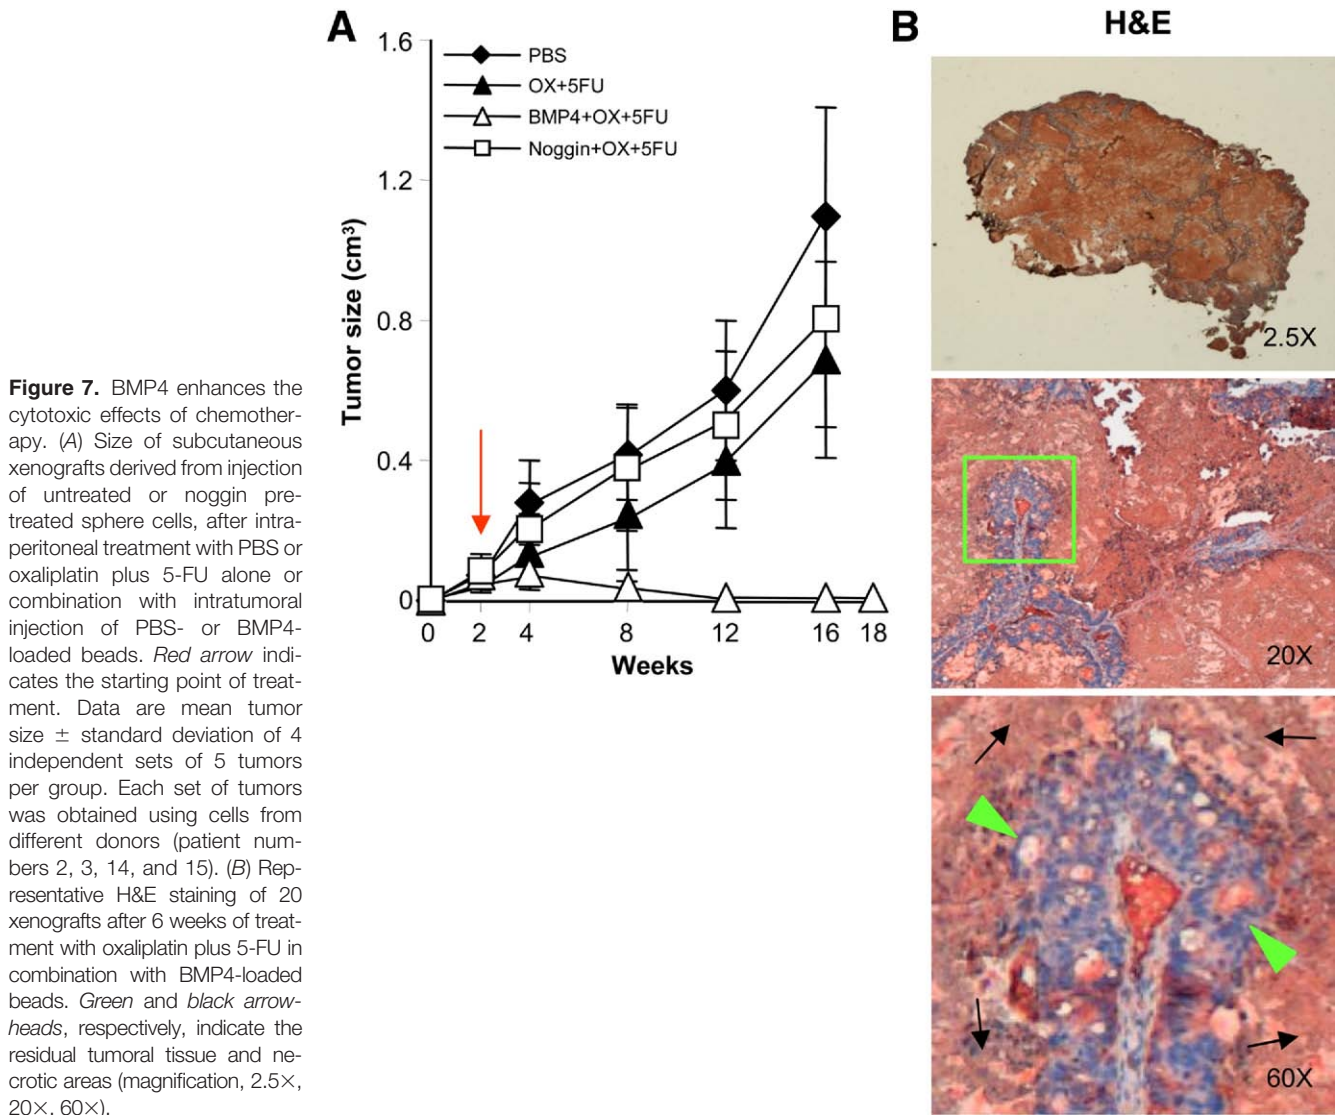 A
1.6
1.2
0.8
0.4
0
Tumor size (cm³)
PBS
OX+5FU
BMP4+OX+5FU
Noggin+OX+5FU
0 2 4 8 12 16 18
Weeks
B
H&E
2.5X
20X
60X
Figure 7. BMP4 enhances the
cytotoxic effects of chemother-
apy. (A) Size of subcutaneous
xenografts derived from injection
of untreated or noggin pre-
treated sphere cells, after intra-
peritoneal treatment with PBS or
oxaliplatin plus 5-FU alone or
combination with intratumoral
injection of PBS- or BMP4-
loaded beads. Red arrow indi-
cates the starting point of treat-
ment. Data are mean tumor
size ± standard deviation of 4
independent sets of 5 tumors
per group. Each set of tumors
was obtained using cells from
different donors (patient num-
bers 2, 3, 14, and 15). (B) Rep-
resentative H&E staining of 20
xenografts after 6 weeks of treat-
ment with oxaliplatin plus 5-FU in
combination with BMP4-loaded
beads. Green and black arrow-
heads, respectively, indicate the
residual tumoral tissue and ne-
crotic areas (magnification, 2.5×,
20×, 60×).